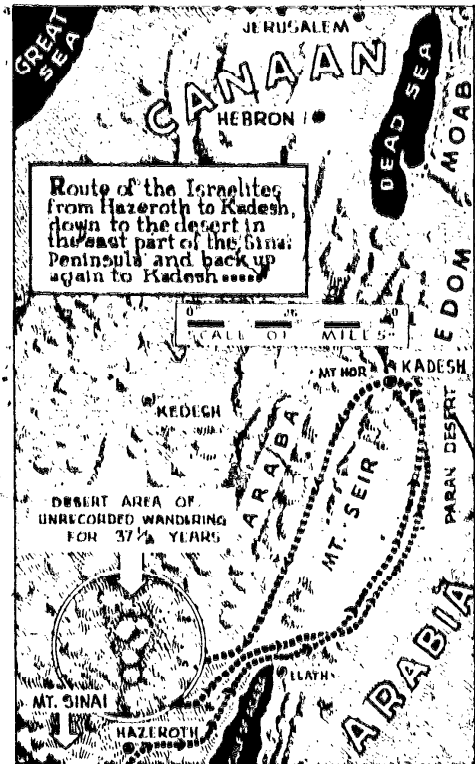 JERUSALEM
GREAT
SEA
CANAAN
HEBRON
DEAD SEA
MOAB
Route of the Israelites
from Hazeroth to Kadesh,
down to the desert in
the east part of the Sinai
Peninsula and back up
again to Kadesh
EDOM
SCALE OF MILES
MT HOR
KADESH
KEDESH
PARAN DESERT
ARABA
MT. SEIR
DESERT AREA OF
UNRECORDED WANDERING
FOR 37½ YEARS
ARABIA
ELATH
MT. SINAI
HAZEROTH